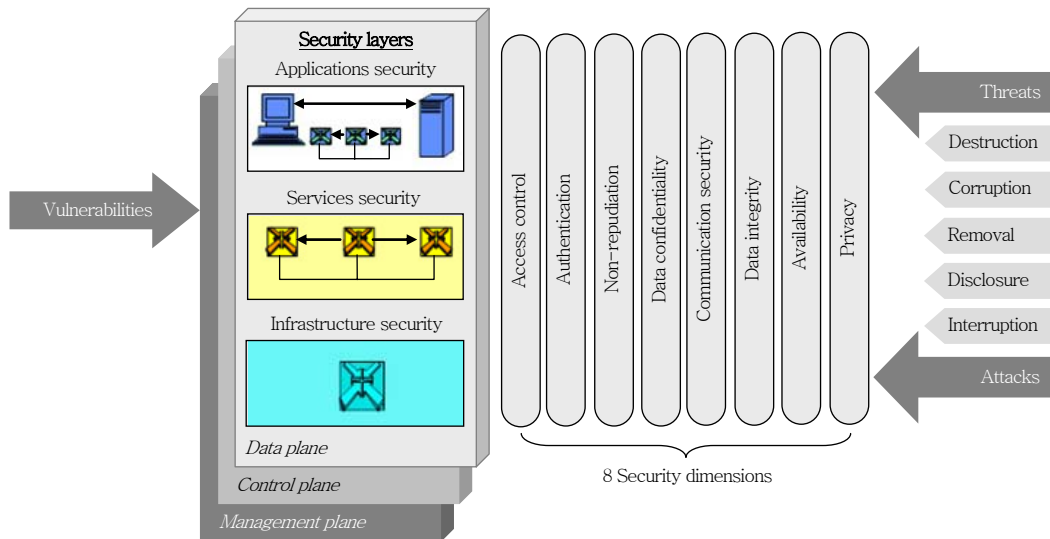 Security layers
Applications security
Services security
Infrastructure security
Data plane
Control plane
Management plane
Vulnerabilities
Access control
Authentication
Non-repudiation
Data confidentiality
Communication security
Data integrity
Availability
Privacy
8 Security dimensions
Threats
Destruction
Corruption
Removal
Disclosure
Interruption
Attacks